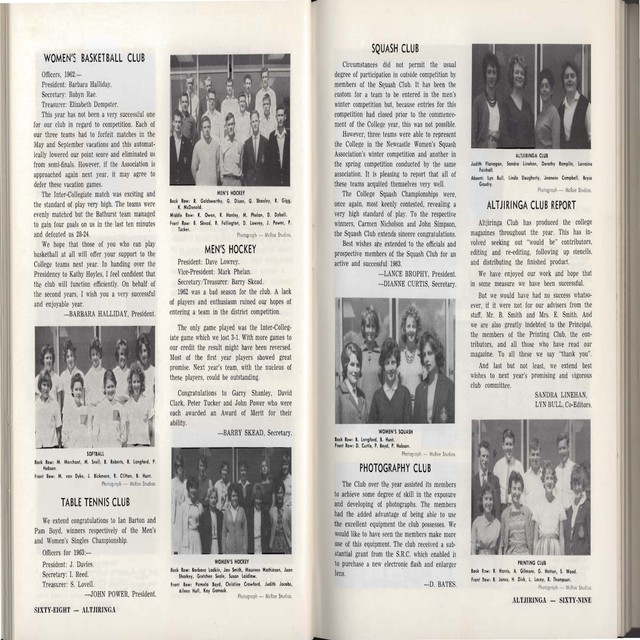 WOMEN'S BASKETBALL CLUB
Officers, 1962:—
President: Barbara Halliday.
Secretary: Robyn Rae.
Treasurer: Elizabeth Dempster.
This year has not been a very successful one
for our club in regard to competition. Each of
our three teams had to forfeit matches in the
May and September vacations and this automat-
ically lowered our point score and eliminated us
from semi-finals. However, if the Association is
approached again next year, it may agree to
defer these vacation games.
The Inter-Collegiate match was exciting and
the standard of play very high. The teams were
evenly matched but the Bathurst team managed
to gain four goals on us in the last ten minutes
and defeated us 28-24.
We hope that those of you who can play
basketball at all will offer your support to the
College teams next year. In handing over the
Presidency to Kathy Hoyles, I feel confident that
the club will function efficiently. On behalf of
the second years, I wish you a very successful
and enjoyable year.
—BARBARA HALLIDAY, President.
SOFTBALL
Back Row: M. Merchant, M. Snell, B. Roberts, B. Langford, P.
Hobson.
Front Row: M. van Dyke, J. Bickmore, R. Clifton, B. Hunt.
Photograph — McRae Studios.
TABLE TENNIS CLUB
We extend congratulations to Ian Barton and
Pam Boyd, winners respectively of the Men's
and Women's Singles Championship.
Officers for 1963:—
President: J. Davies.
Secretary: I. Reed.
Treasurer: S. Lovell.
—JOHN POWER, President.
SIXTY-EIGHT — ALTJIRINGA
MEN'S HOCKEY
Back Row: R. Goldsworthy, G. Dixon, G. Shanley, R. Gigg,
K. McDonald.
Middle Row: R. Owen, R. Hanley, M. Phelan, D.
Front Row: B. Skead, R. Fellington, D. Lowrey, J. Powers, P.
Tucker.
Photograph — McRae Studios.
MEN'S HOCKEY
President: Dave Lowrey.
Vice-President: Mark Phelan.
Secretary/Treasurer: Barry Skead.
1962 was a bad season for the club. A lack
of players and enthusiasm ruined our hopes of
entering a team in the district competition.
The only game played was the Inter-Colleg-
iate game which we lost 3-1. With more games to
our credit the result might have been reversed.
Most of the first year players showed great
promise. Next year's team, with the nucleus of
these players, could be outstanding.
Congratulations to Garry Shanley, David
Clark, Peter Tucker and John Power who were
each awarded an Award of Merit for their
ability.
—BARRY SKEAD, Secretary.
WOMEN'S HOCKEY
Back Row: Barbara Larkin, Jan Smith, Maureen Mathieson, Joan
Sharkey, Gretchen Seale, Susan Laidlaw.
Front Row: Pamela Boyd, Christine Crawford, Judith Jacobs,
Aileen Hull, Kay Gomack.
Photograph — McRae Studios.
SQUASH CLUB
Circumstances did not permit the usual
degree of participation in outside competition by
members of the Squash Club. It has been the
custom for a team to be entered in the men's
winter competition but, because entries for this
competition had closed prior to the commence-
ment of the College year, this was not possible.
However, three teams were able to represent
the College in the Newcastle Women's Squash
Association's winter competition and another in
the spring competition conducted by the same
association. It is pleasing to report that all of
these teams acquitted themselves very well.
The College Squash Championships were,
once again, most keenly contested, revealing a
very high standard of play. To the respective
winners, Carmen Nicholson and John Simpson,
the Squash Club extends sincere congratulations.
Best wishes are extended to the officials and
prospective members of the Squash Club for an
active and successful 1963.
—LANCE BROPHY, President.
—DIANNE CURTIS, Secretary.
WOMEN'S SQUASH
Back Row: B. Langford, B. Hunt.
Front Row: D. Curtis, P. Boyd, P. Hobson.
Photograph — McRae Studios.
PHOTOGRAPHY CLUB
The Club over the year assisted its members
to achieve some degree of skill in the exposure
and developing of photographs. The members
had the added advantage of being able to use
the excellent equipment the club possesses. We
would like to have seen the members make more
use of this equipment. The club received a sub-
stantial grant from the S.R.C. which enabled it
to purchase a new electronic flash and enlarger
lens.
—D. BATES.
ALTJIRINGA CLUB
Judith Flanagan, Sandra Linehan, Dorothy Lorraine
Absent: Lyn Bull, Linda Daugherty, Jeanette Campbell, Bryce
Photograph — McRae Studios.
ALTJIRINGA CLUB REPORT
Altjiringa Club has produced the college
magazines throughout the year. This has in-
volved seeking out "would be" contributors,
editing and re-editing, following up stencils,
and distributing the finished product.
We have enjoyed our work and hope that
in some measure we have been successful.
But we would have had no success whatso-
ever, if it were not for our advisers from the
staff, Mr. B. Smith and Mrs. E. Smith. And
we are also greatly indebted to the Principal,
the members of the Printing Club, the con-
tributors, and all those who have read our
magazine. To all these we say "thank you".
And last but not least, we extend best
wishes to next year's promising and vigorous
club committee.
SANDRA LINEHAN,
LYN BULL, Co-Editors.
PRINTING CLUB
Back Row: R. Harris, A. Gilmore, G. Hutton, S. Wood.
Front Row: R. Jones, H. Dick, L. Lacey, R. Thompson.
Photograph — McRae Studios.
ALTJIRINGA — SIXTY-NINE